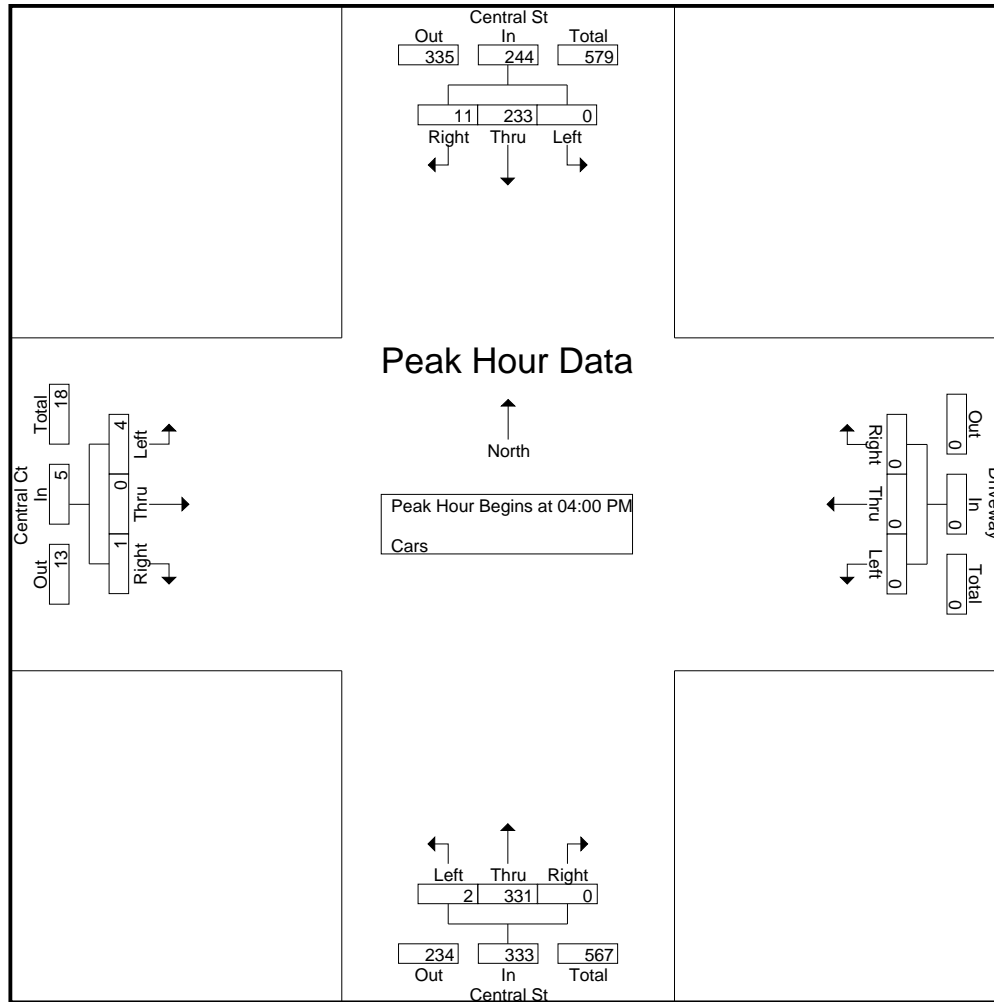 Central St
Out In Total
335 244 579
11 233 0
Right Thru Left
Peak Hour Data
North
Peak Hour Begins at 04:00 PM
Cars
Central Ct
Total In Out
18 5 13
4 0 1
Left Thru Right
Driveway
Out In Total
0 0 0
0 0 0
Right Thru Left
Left Thru Right
2 331 0
234 333 567
Out In Total
Central St